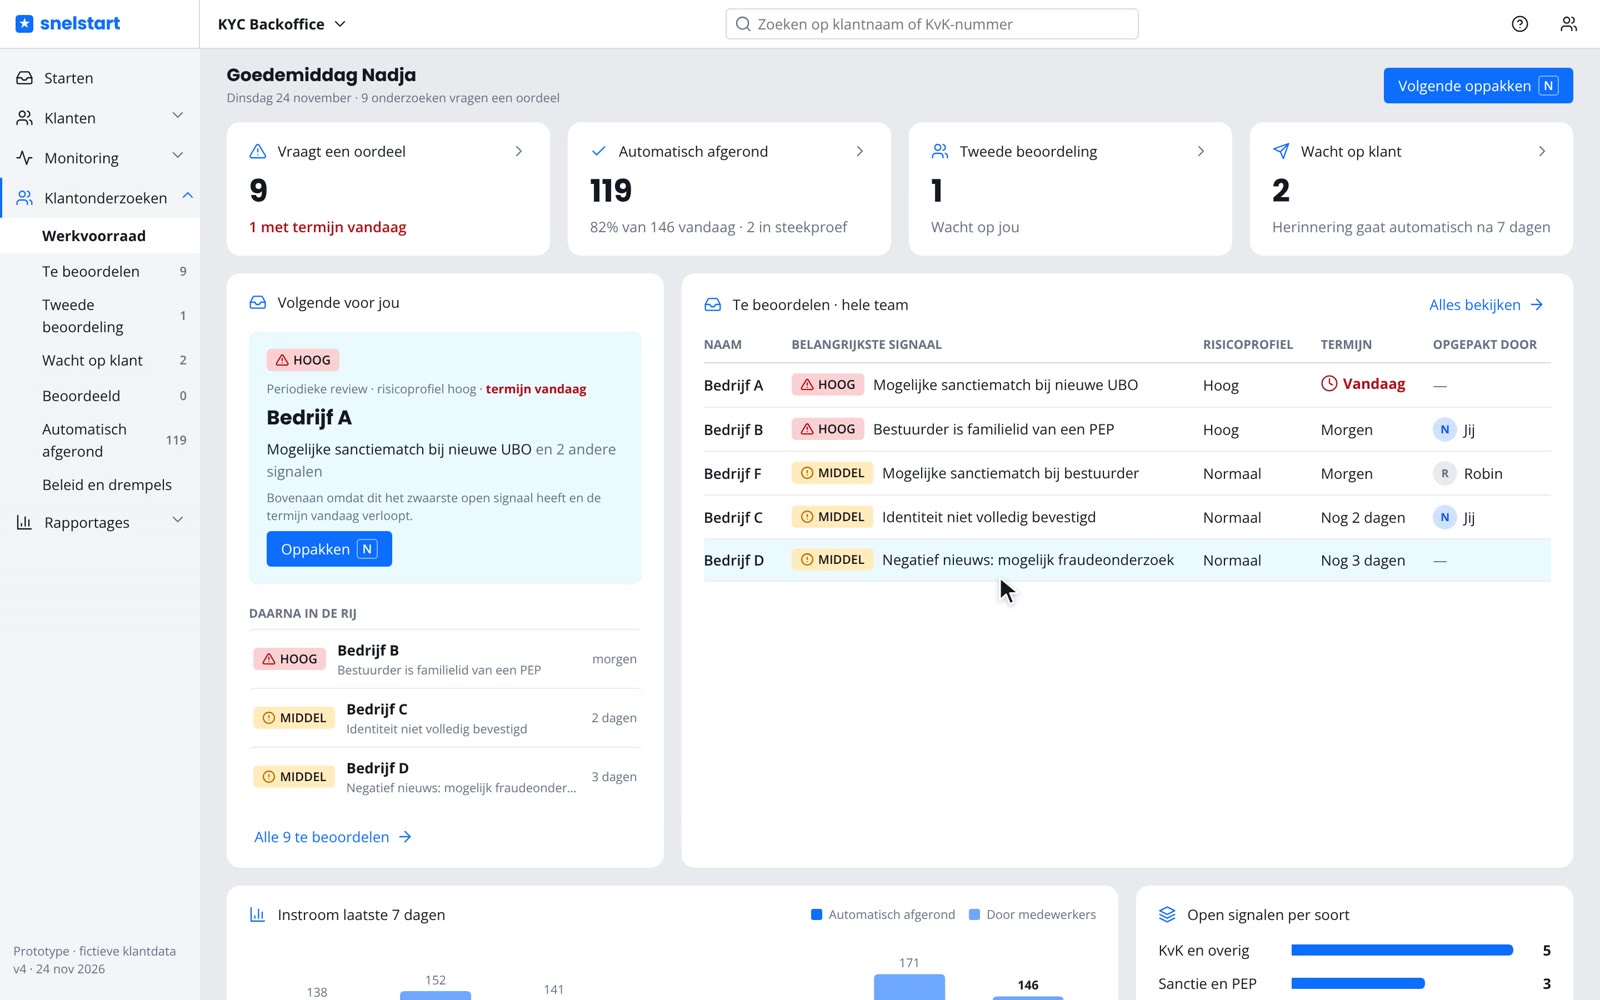 snelstart
KYC Backoffice
Zoeken op klantnaam of KvK-nummer
Starten
Klanten
Monitoring
Klantonderzoeken
Werkvoorraad
Te beoordelen 9
Tweede
beoordeling 1
Wacht op klant 2
Beoordeeld 0
Automatisch
afgerond 119
Beleid en drempels
Rapportages
Prototype · fictieve klantdata
v4 · 24 nov 2026
Goedemiddag Nadja
Dinsdag 24 november · 9 onderzoeken vragen een oordeel
Volgende oppakken N
Vraagt een oordeel
9
1 met termijn vandaag
Automatisch afgerond
119
82% van 146 vandaag · 2 in steekproef
Tweede beoordeling
1
Wacht op jou
Wacht op klant
2
Herinnering gaat automatisch na 7 dagen
Volgende voor jou
HOOG
Periodieke review · risicoprofiel hoog · termijn vandaag
Bedrijf A
Mogelijke sanctiematch bij nieuwe UBO en 2 andere
signalen
Bovenaan omdat dit het zwaarste open signaal heeft en de
termijn vandaag verloopt.
Oppakken N
DAARNA IN DE RIJ
HOOG Bedrijf B morgen
Bestuurder is familielid van een PEP
MIDDEL Bedrijf C 2 dagen
Identiteit niet volledig bevestigd
MIDDEL Bedrijf D 3 dagen
Negatief nieuws: mogelijk fraudeonder...
Alle 9 te beoordelen
Te beoordelen · hele team
Alles bekijken
NAAM BELANGRIJKSTE SIGNAAL RISICOPROFIEL TERMIJN OPGEPAKT DOOR
Bedrijf A HOOG Mogelijke sanctiematch bij nieuwe UBO Hoog Vandaag —
Bedrijf B HOOG Bestuurder is familielid van een PEP Hoog Morgen N Jij
Bedrijf F MIDDEL Mogelijke sanctiematch bij bestuurder Normaal Morgen R Robin
Bedrijf C MIDDEL Identiteit niet volledig bevestigd Normaal Nog 2 dagen N Jij
Bedrijf D MIDDEL Negatief nieuws: mogelijk fraudeonderzoek Normaal Nog 3 dagen —
Instroom laatste 7 dagen
Automatisch afgerond Door medewerkers
138 152 141 171 146
Open signalen per soort
KvK en overig 5
Sanctie en PEP 3